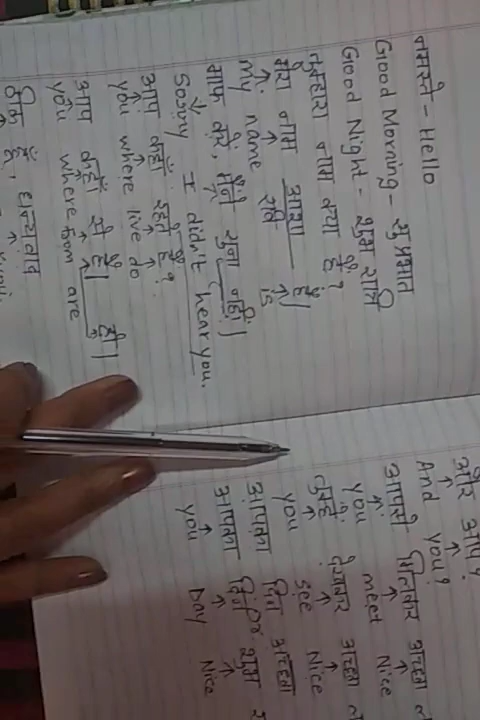 नमस्ते - Hello
Good Morning - सुप्रभात
Good Night - शुभ रात्रि
तुम्हारा नाम क्या है?
मेरा नाम आशा है।
My name रवि is
माफ करें, मैंने सुना नहीं।
Sorry I didn't hear you.
आप कहाँ रहते हैं?
you where live do
आप कहाँ से हैं। हो।
you where from are
ठीक हूँ, धन्यवाद
और आप?
And you?
आपसे मिलकर अच्छा
you meet Nice
तुम्हें देखकर अच्छा
you see Nice
आपका दिन अच्छा
आपका दिन शुभ
you Day Nice